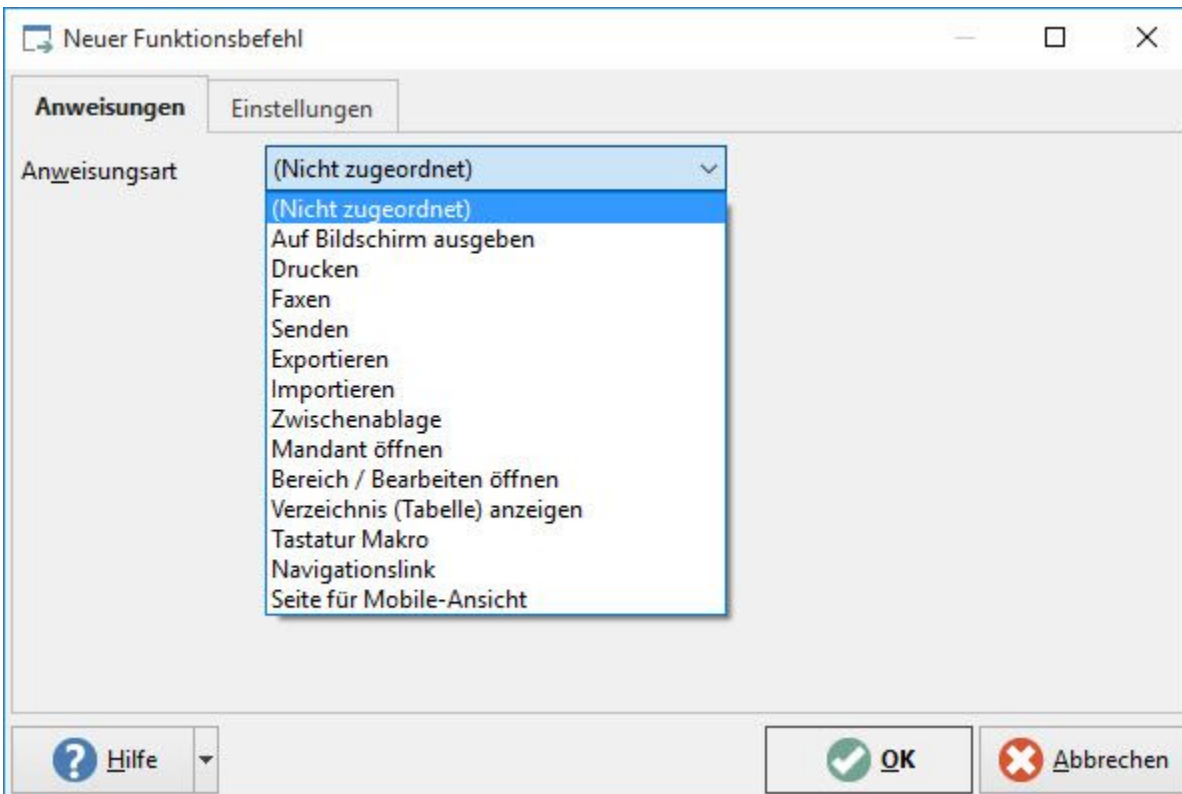 Neuer Funktionsbefehl
Anweisungen Einstellungen
Anweisungsart (Nicht zugeordnet)
(Nicht zugeordnet)
Auf Bildschirm ausgeben
Drucken
Faxen
Senden
Exportieren
Importieren
Zwischenablage
Mandant öffnen
Bereich / Bearbeiten öffnen
Verzeichnis (Tabelle) anzeigen
Tastatur Makro
Navigationslink
Seite für Mobile-Ansicht
Hilfe OK Abbrechen